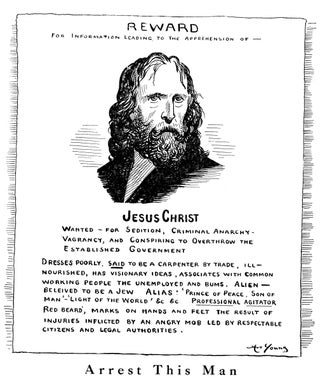 REWARD
FOR INFORMATION LEADING TO THE APPREHENSION OF —
JESUS CHRIST
WANTED – FOR SEDITION, CRIMINAL ANARCHY-
VAGRANCY, AND CONSPIRING TO OVERTHROW THE
ESTABLISHED GOVERNMENT
DRESSES POORLY, SAID TO BE A CARPENTER BY TRADE, ILL-
NOURISHED, HAS VISIONARY IDEAS, ASSOCIATES WITH COMMON
WORKING PEOPLE THE UNEMPLOYED AND BUMS. ALIEN–
BELEIVED TO BE A JEW ALIAS: 'PRINCE OF PEACE, SON OF
MAN'–'LIGHT OF THE WORLD' &c &c PROFESSIONAL AGITATOR
RED BEARD, MARKS ON HANDS AND FEET THE RESULT OF
INJURIES INFLICTED BY AN ANGRY MOB LED BY RESPECTABLE
CITIZENS AND LEGAL AUTHORITIES.
Art Young
Arrest This Man